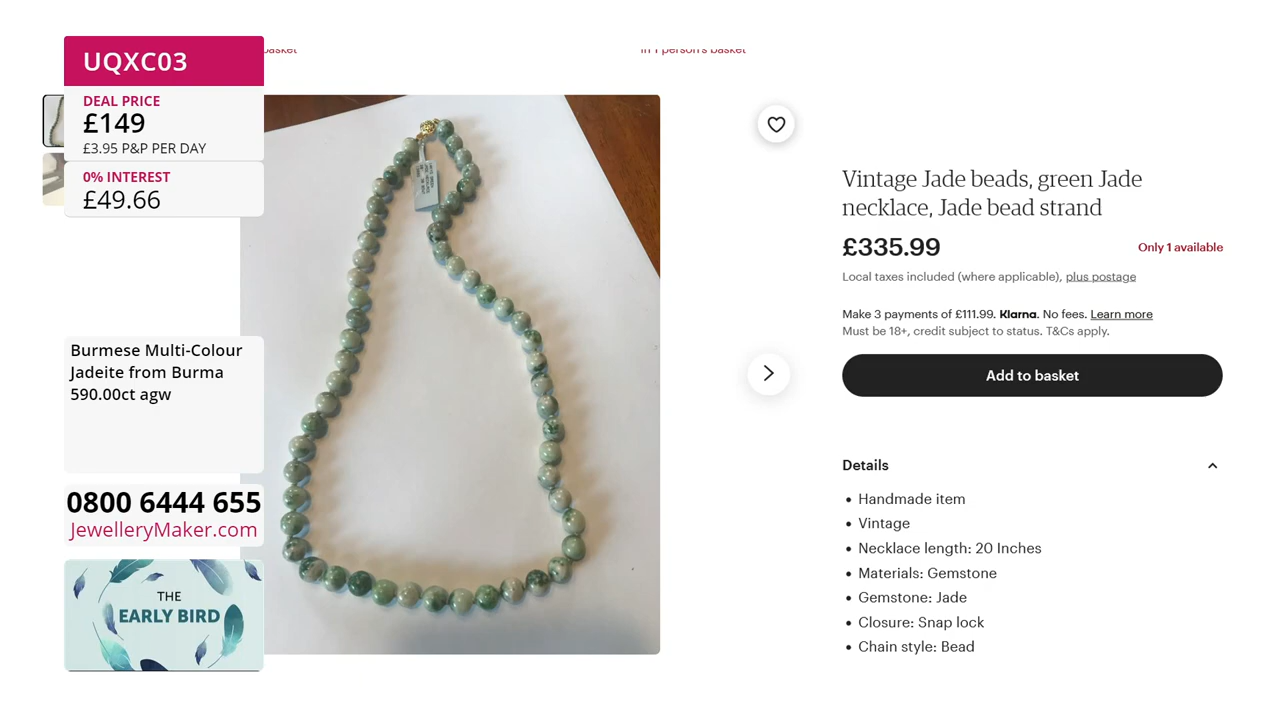 UQXC03
DEAL PRICE
£149
£3.95 P&P PER DAY
0% INTEREST
£49.66
Burmese Multi-Colour
Jadeite from Burma
590.00ct agw
0800 6444 655
JewelleryMaker.com
THE
EARLY BIRD
basket
in 1 person's basket
Vintage Jade beads, green Jade
necklace, Jade bead strand
£335.99
Only 1 available
Local taxes included (where applicable), plus postage
Make 3 payments of £111.99. Klarna. No fees. Learn more
Must be 18+, credit subject to status. T&Cs apply.
Add to basket
Details
• Handmade item
• Vintage
• Necklace length: 20 Inches
• Materials: Gemstone
• Gemstone: Jade
• Closure: Snap lock
• Chain style: Bead